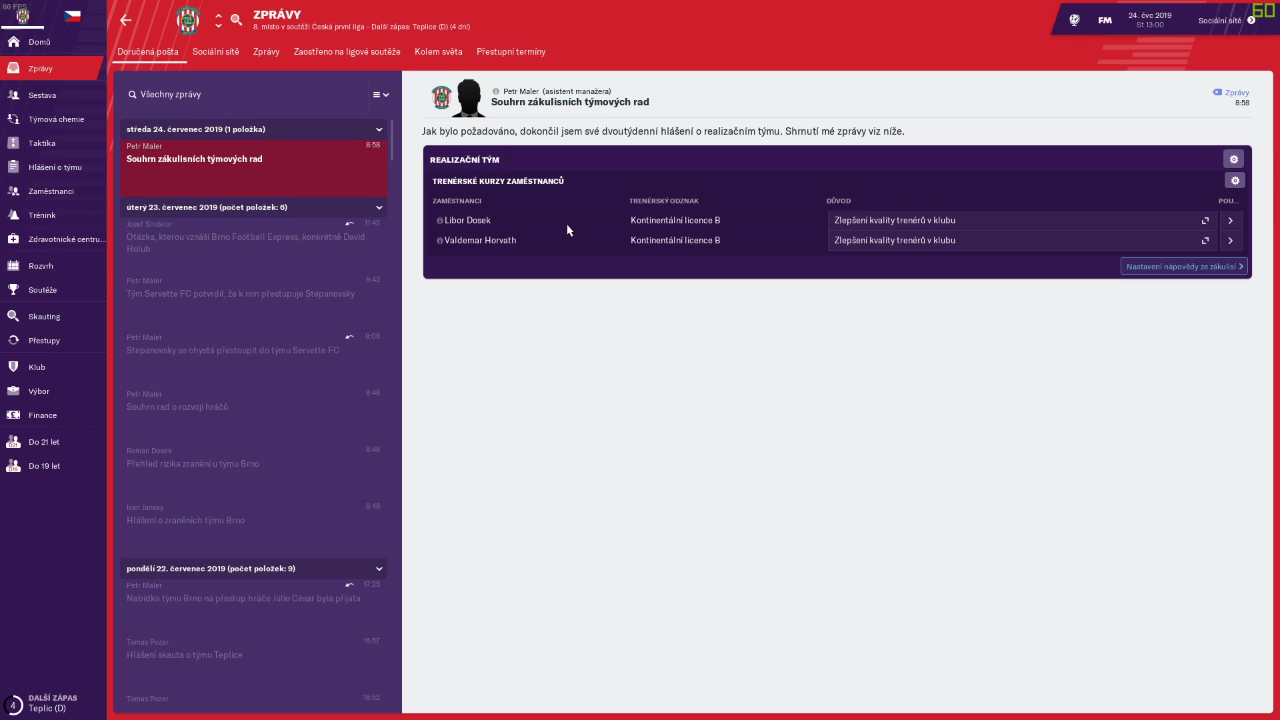 60 FPS
Domů
Zprávy
Sestava
Týmová chemie
Taktika
Hlášení o týmu
Zaměstnanci
Trénink
Zdravotnické centru...
Rozvrh
Soutěže
Skauting
Přestupy
Klub
Výbor
Finance
Do 21 let
Do 19 let
4
DALŠÍ ZÁPAS
Teplic (D)
ZPRÁVY
8. místo v soutěži Česká první liga - Další zápas: Teplice (D) (4 dní)
FM
24. čvc 2019
St 13:00
Sociální sítě
60
Doručená pošta
Sociální sítě
Zprávy
Zaostřeno na ligové soutěže
Kolem světa
Přestupní termíny
Všechny zprávy
středa 24. červenec 2019 (1 položka)
Petr Maler 8:58
Souhrn zákulisních týmových rad
úterý 23. červenec 2019 (počet položek: 6)
Josef Sindelar 11:43
Otázka, kterou vznáší Brno Football Express, konkrétně David
Holub
Petr Maler 9:43
Tým Servette FC potvrdil, že k nim přestupuje Stepanovsky
Petr Maler 9:06
Stepanovsky se chystá přestoupit do týmu Servette FC
Petr Maler 8:48
Souhrn rad o rozvoji hráčů
Roman Dosek 8:48
Přehled rizika zranění u týmu Brno
Ivan Jansky 8:48
Hlášení o zraněních týmu Brno
pondělí 22. červenec 2019 (počet položek: 9)
Petr Maler 17:25
Nabídka týmu Brno na přestup hráče Júlio César byla přijata
Tomas Pozar 16:57
Hlášení skauta o týmu Teplice
Tomas Pozar 16:52
Petr Maler (asistent manažera)
Souhrn zákulisních týmových rad
Zprávy
8:58
Jak bylo požadováno, dokončil jsem své dvoutýdenní hlášení o realizačním týmu. Shrnutí mé zprávy viz níže.
REALIZAČNÍ TÝM
TRENÉRSKÉ KURZY ZAMĚSTNANCŮ
ZAMĚSTNANCI TRENÉRSKÝ ODZNAK DŮVOD POU...
Libor Dosek Kontinentální licence B Zlepšení kvality trenérů v klubu
Valdemar Horvath Kontinentální licence B Zlepšení kvality trenérů v klubu
Nastavení nápovědy ze zákulisí